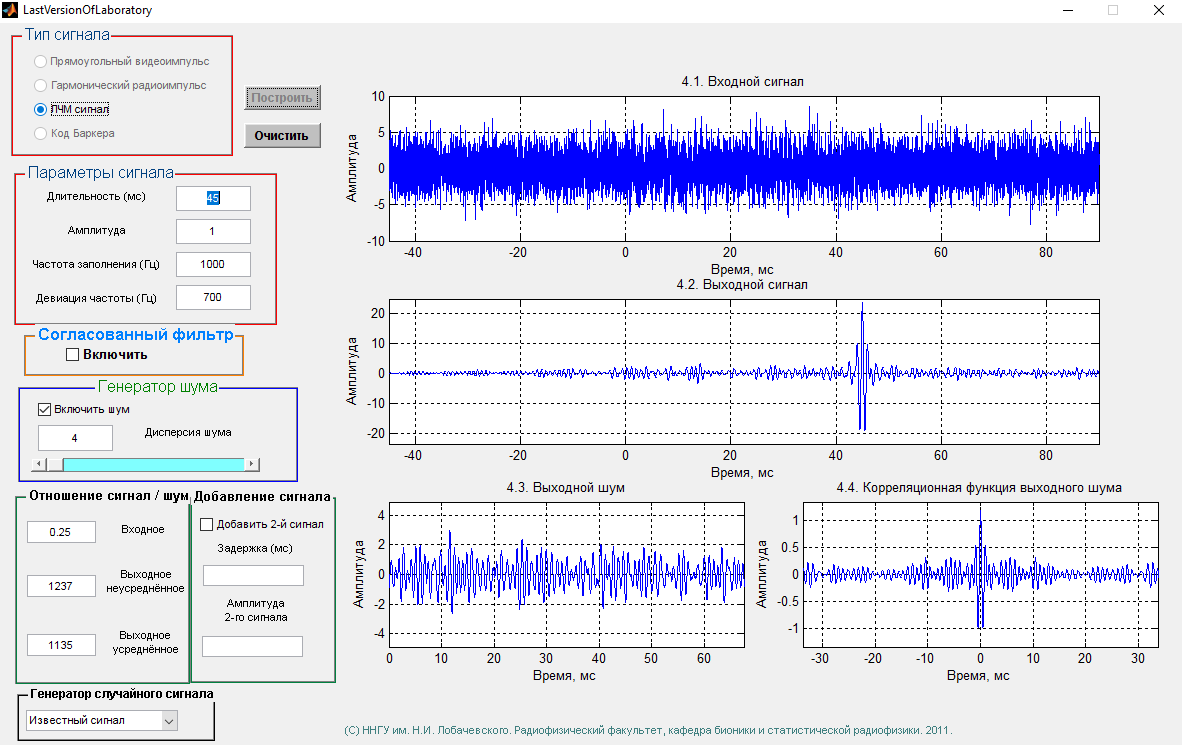 LastVersionOfLaboratory
Тип сигнала
Прямоугольный видеоимпульс
Гармонический радиоимпульс
ЛЧМ сигнал
Код Баркера
Построить
Очистить
Параметры сигнала
Длительность (мс)
45
Амплитуда
1
Частота заполнения (Гц)
1000
Девиация частоты (Гц)
700
Согласованный фильтр
Включить
Генератор шума
Включить шум
4
Дисперсия шума
Отношение сигнал / шум
0.25
Входное
1237
Выходное
неусреднённое
1135
Выходное
усреднённое
Добавление сигнала
Добавить 2-й сигнал
Задержка (мс)
Амплитуда
2-го сигнала
Генератор случайного сигнала
Известный сигнал
4.1. Входной сигнал
Амплитуда
10
5
0
-5
-10
-40 -20 0 20 40 60 80
Время, мс
4.2. Выходной сигнал
Амплитуда
20
10
0
-10
-20
-40 -20 0 20 40 60 80
Время, мс
4.3. Выходной шум
Амплитуда
4
2
0
-2
-4
0 10 20 30 40 50 60
Время, мс
4.4. Корреляционная функция выходного шума
Амплитуда
1
0.5
0
-0.5
-1
-30 -20 -10 0 10 20 30
Время, мс
(С) ННГУ им. Н.И. Лобачевского. Радиофизический факультет, кафедра бионики и статистической радиофизики. 2011.